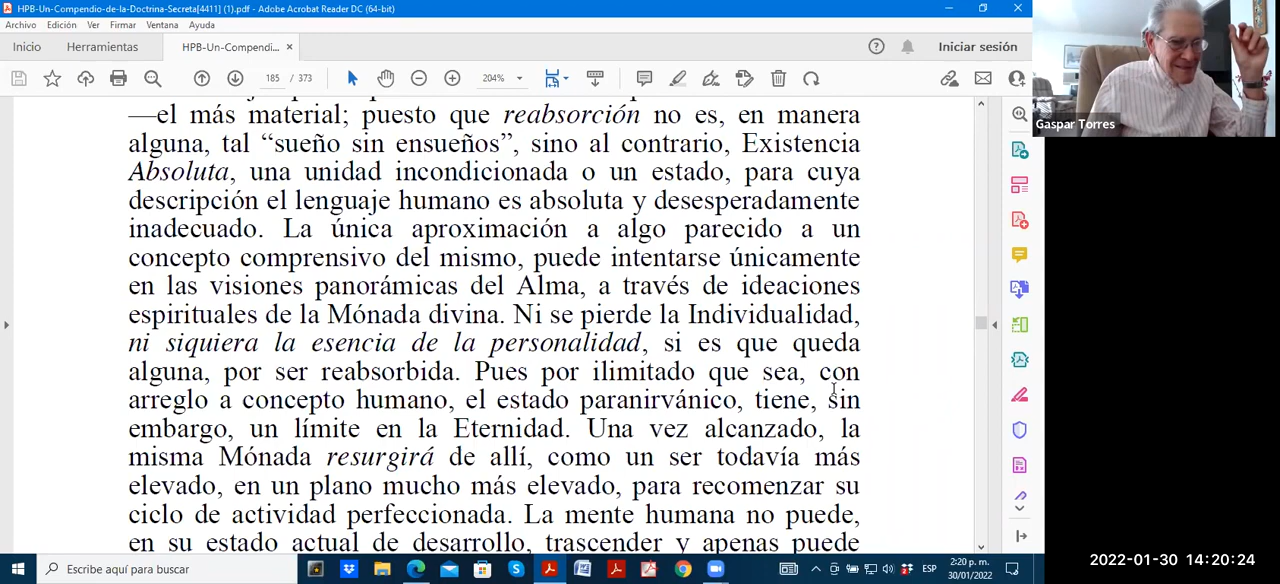 HPB-Un-Compendio-de-la-Doctrina-Secreta[4411] (1).pdf - Adobe Acrobat Reader DC (64-bit)
Archivo Edición Ver Firmar Ventana Ayuda
Inicio Herramientas HPB-Un-Compendi... × Iniciar sesión
185 / 373 204%
—el más material; puesto que reabsorción no es, en manera
alguna, tal “sueño sin ensueños”, sino al contrario, Existencia
Absoluta, una unidad incondicionada o un estado, para cuya
descripción el lenguaje humano es absoluta y desesperadamente
inadecuado. La única aproximación a algo parecido a un
concepto comprensivo del mismo, puede intentarse únicamente
en las visiones panorámicas del Alma, a través de ideaciones
espirituales de la Mónada divina. Ni se pierde la Individualidad,
ni siquiera la esencia de la personalidad, si es que queda
alguna, por ser reabsorbida. Pues por ilimitado que sea, con
arreglo a concepto humano, el estado paranirvánico, tiene, sin
embargo, un límite en la Eternidad. Una vez alcanzado, la
misma Mónada resurgirá de allí, como un ser todavía más
elevado, en un plano mucho más elevado, para recomenzar su
ciclo de actividad perfeccionada. La mente humana no puede,
en su estado actual de desarrollo, trascender y apenas puede
Gaspar Torres
Escribe aquí para buscar
ESP
2:20 p. m.
30/01/2022
2022-01-30 14:20:24